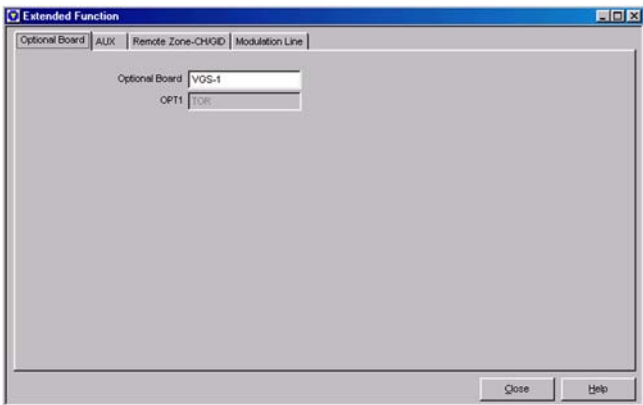 Extended Function
Optional Board AUX Remote Zone-CH/GID Modulation Line
Optional Board VGS-1
OPT1 TOR
Close Help